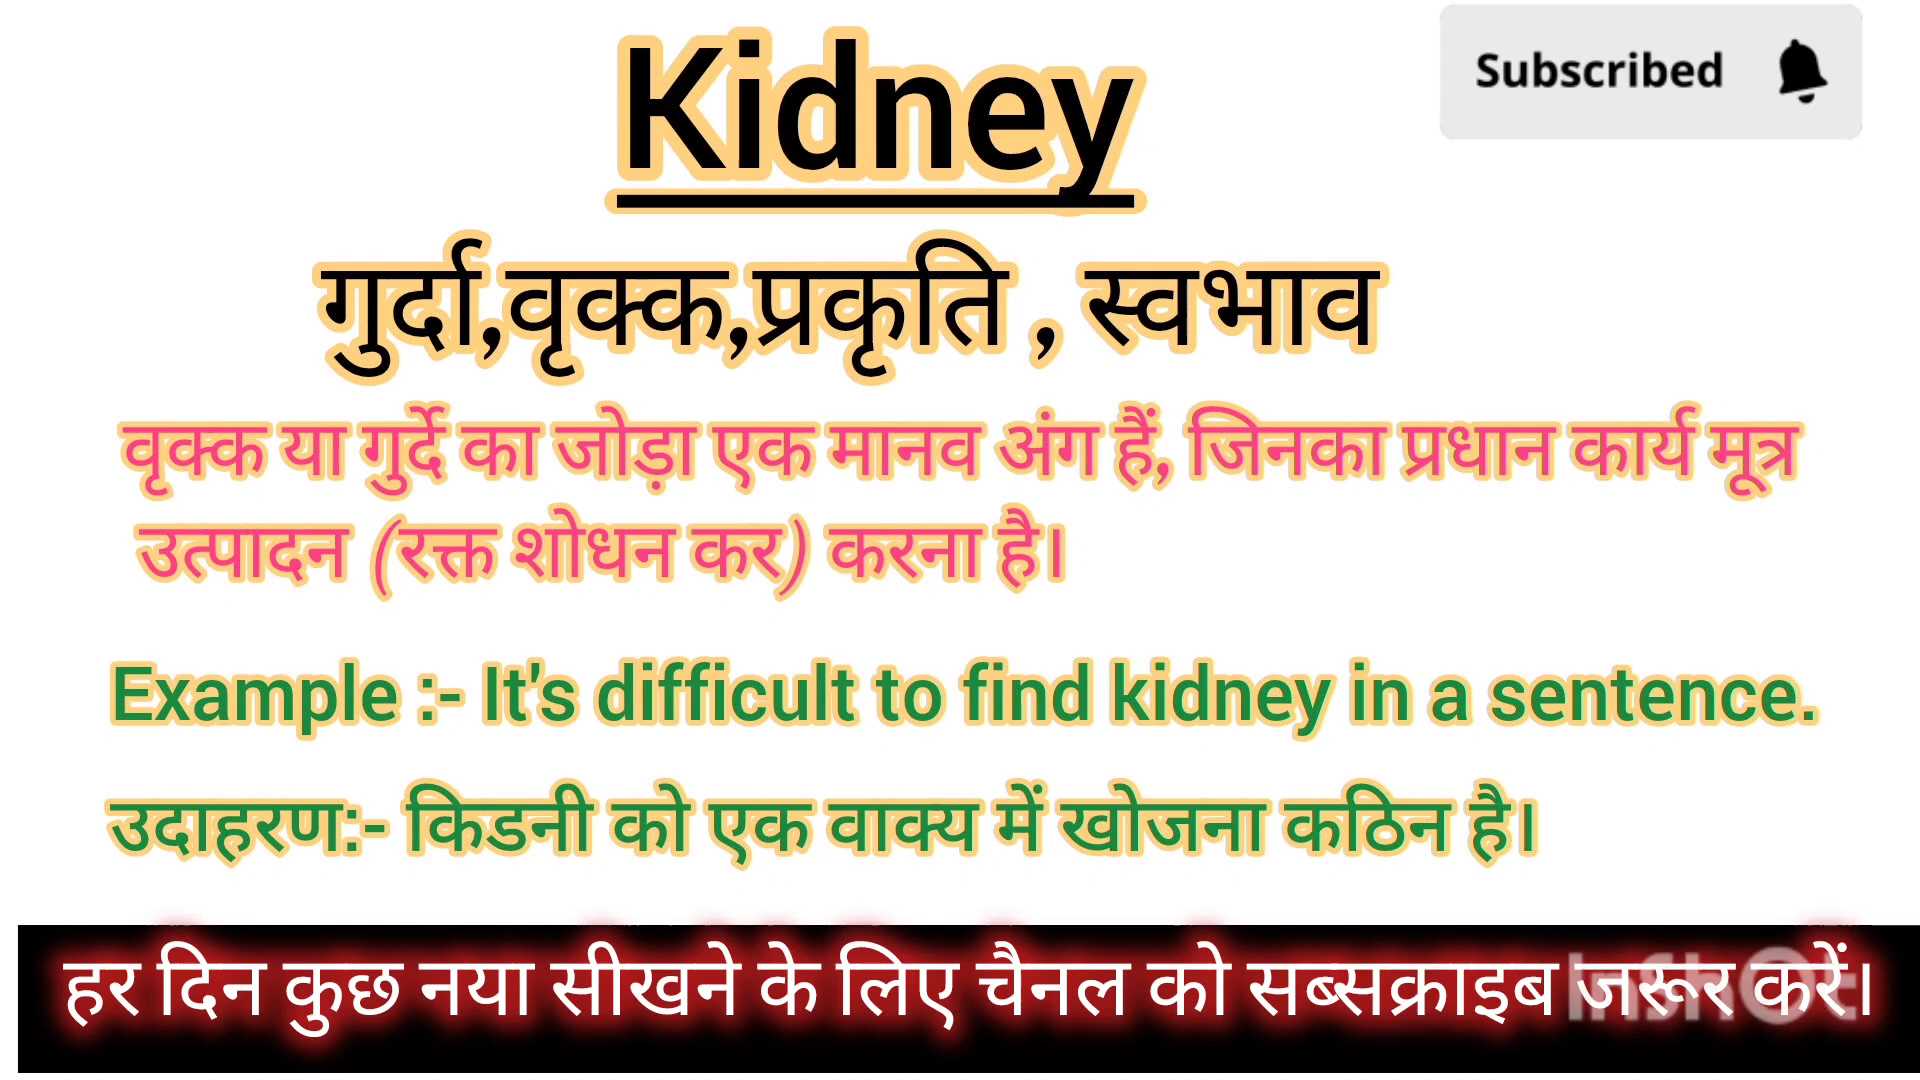 Kidney
Subscribed
गुर्दा,वृक्क,प्रकृति , स्वभाव
वृक्क या गुर्दे का जोड़ा एक मानव अंग हैं, जिनका प्रधान कार्य मूत्र
उत्पादन (रक्त शोधन कर) करना है।
Example :- It's difficult to find kidney in a sentence.
उदाहरण:- किडनी को एक वाक्य में खोजना कठिन है।
हर दिन कुछ नया सीखने के लिए चैनल को सब्सक्राइब जरूर करें।
InShOt